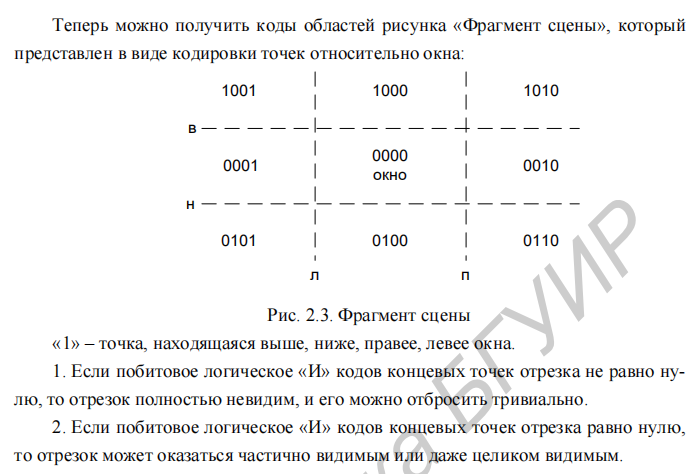 Теперь можно получить коды областей рисунка «Фрагмент сцены», который
представлен в виде кодировки точек относительно окна:
1001 1000 1010
в
0001 0000 0010
окно
н
0101 0100 0110
л п
Рис. 2.3. Фрагмент сцены
«1» – точка, находящаяся выше, ниже, правее, левее окна.
1. Если побитовое логическое «И» кодов концевых точек отрезка не равно ну-
лю, то отрезок полностью невидим, и его можно отбросить тривиально.
2. Если побитовое логическое «И» кодов концевых точек отрезка равно нулю,
то отрезок может оказаться частично видимым или даже целиком видимым.
БГУИР